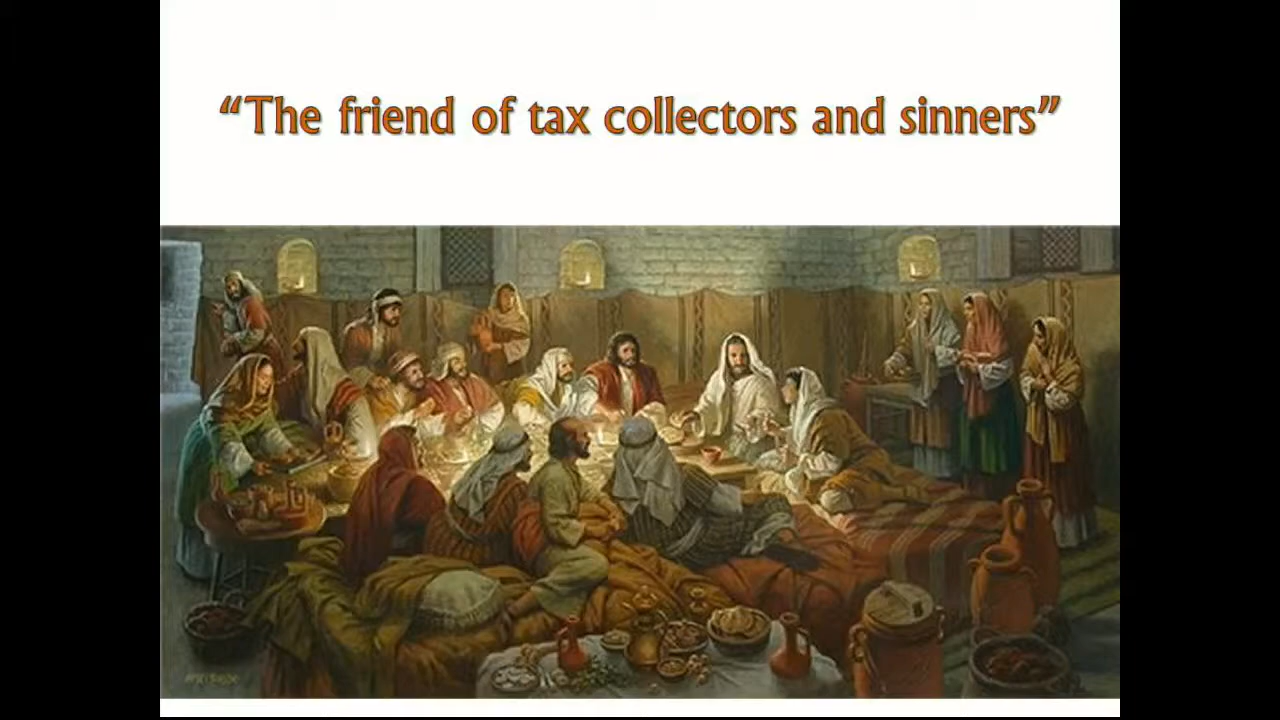 “The friend of tax collectors and sinners”